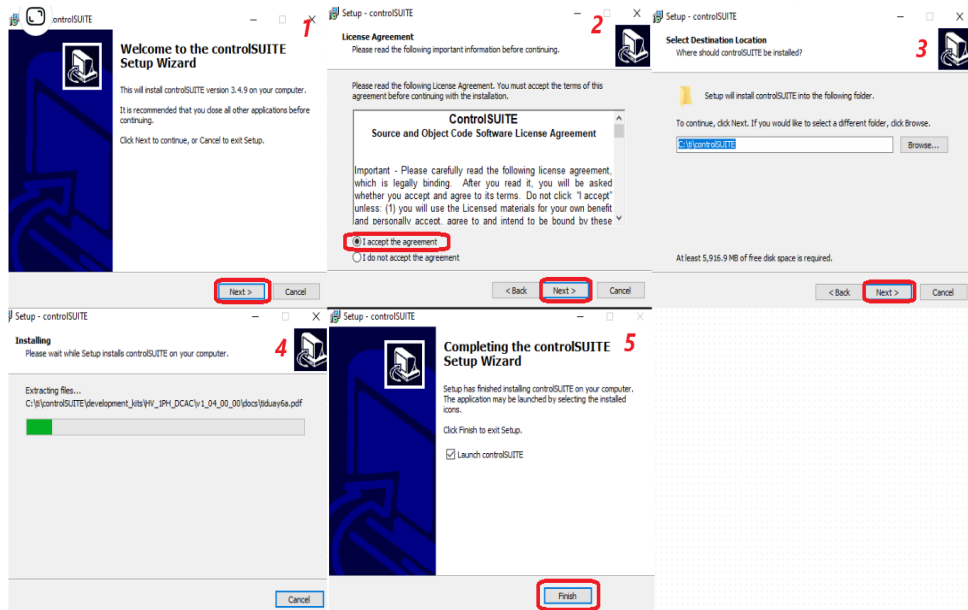 ontrolSUITE
1
Welcome to the controlSUITE
Setup Wizard
This will install controlSUITE version 3.4.9 on your computer.
It is recommended that you close all other applications before
continuing.
Click Next to continue, or Cancel to exit Setup.
Next >
Cancel
Setup - controlSUITE
2
License Agreement
Please read the following important information before continuing.
Please read the following License Agreement. You must accept the terms of this
agreement before continuing with the installation.
ControlSUITE
Source and Object Code Software License Agreement
Important - Please carefully read the following license agreement,
which is legally binding. After you read it, you will be asked
whether you accept and agree to its terms. Do not click "I accept"
unless: (1) you will use the Licensed materials for your own benefit
and personally accept, agree to and intend to be bound by these
I accept the agreement
I do not accept the agreement
< Back
Next >
Cancel
Setup - controlSUITE
3
Select Destination Location
Where should controlSUITE be installed?
Setup will install controlSUITE into the following folder.
To continue, click Next. If you would like to select a different folder, click Browse.
C:\ti\controlSUITE
Browse...
At least 5,916.9 MB of free disk space is required.
< Back
Next >
Cancel
Setup - controlSUITE
4
Installing
Please wait while Setup installs controlSUITE on your computer.
Extracting files...
C:\ti\controlSUITE\development_kits\HV_1PH_DCAC\v1_04_00_00\docs\tiduay6a.pdf
Cancel
Setup - controlSUITE
5
Completing the controlSUITE
Setup Wizard
Setup has finished installing controlSUITE on your computer.
The application may be launched by selecting the installed
icons.
Click Finish to exit Setup.
Launch controlSUITE
Finish